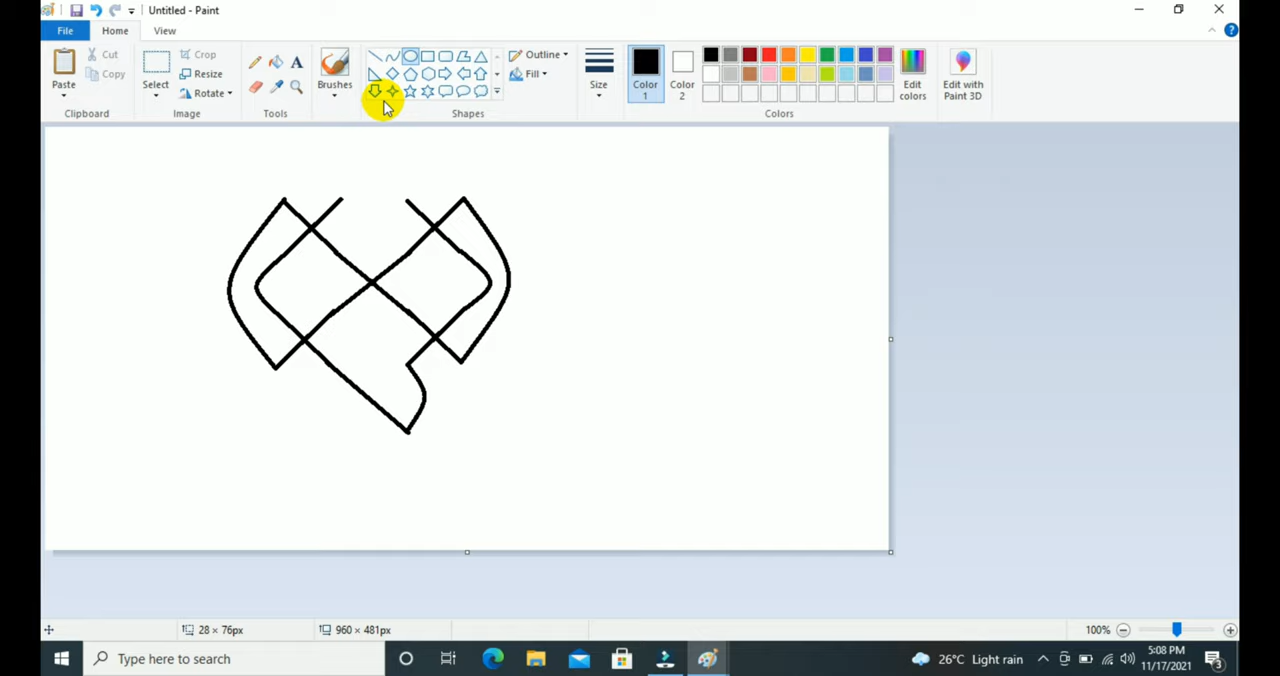 Untitled - Paint
File Home View
Cut
Copy
Paste
Clipboard
Crop
Resize
Rotate
Select
Image
A
Tools
Brushes
Outline
Fill
Shapes
Size
Color 1
Color 2
Colors
Edit colors
Edit with Paint 3D
28 × 76px
960 × 481px
100%
Type here to search
26°C Light rain
5:08 PM
11/17/2021
3